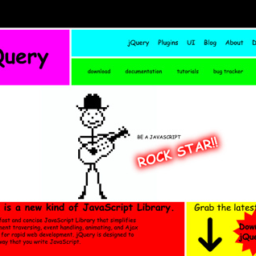 Query
jQuery Plugins UI Blog About D
download documentation tutorials bug tracker
BE A JAVASCRIPT
ROCK STAR!!
is a new kind of JavaScript Library.
fast and concise JavaScript Library that simplifies
ment traversing, event handling, animating, and Ajax
for rapid web development. jQuery is designed to
way that you write JavaScript.
Grab the lates
Dow
jQu